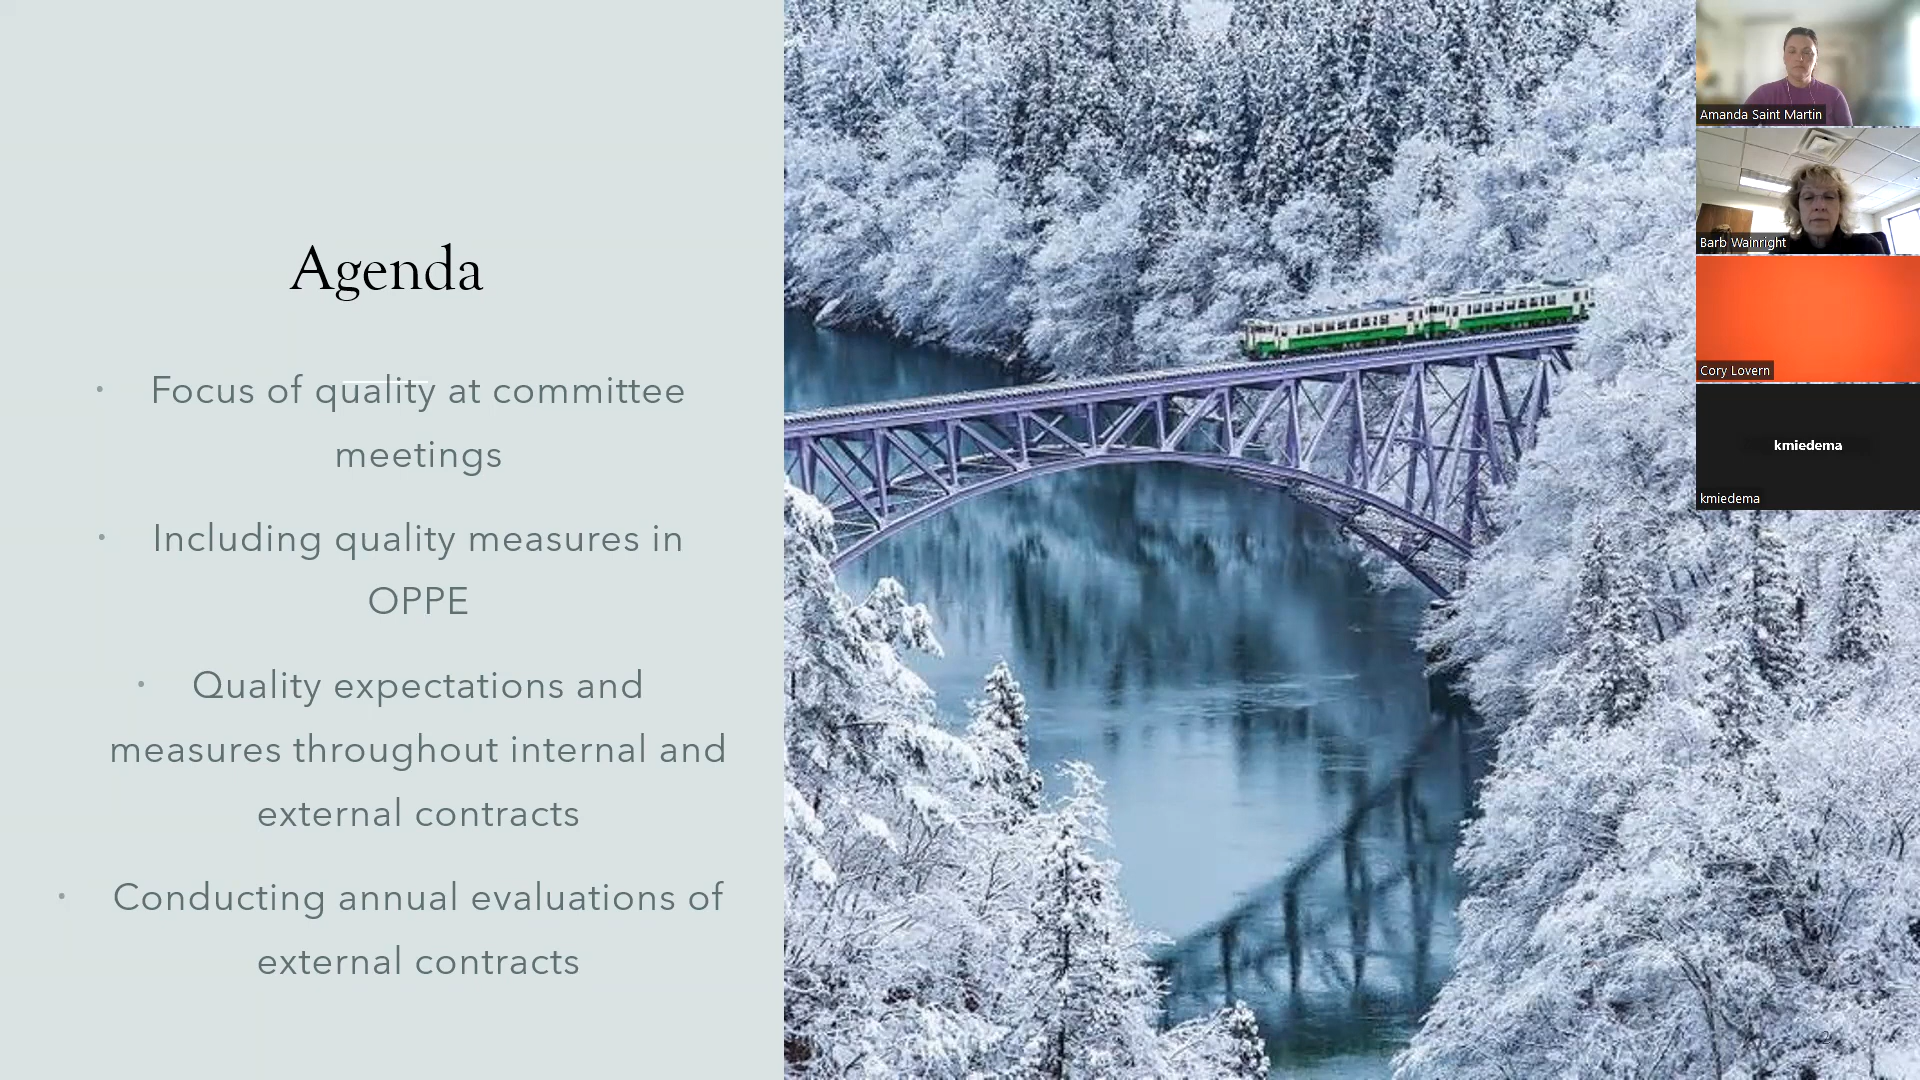 Agenda
• Focus of quality at committee
meetings
• Including quality measures in
OPPE
• Quality expectations and
measures throughout internal and
external contracts
• Conducting annual evaluations of
external contracts
Amanda Saint Martin
Barb Wainright
Cory Lovern
kmiedema
kmiedema
2